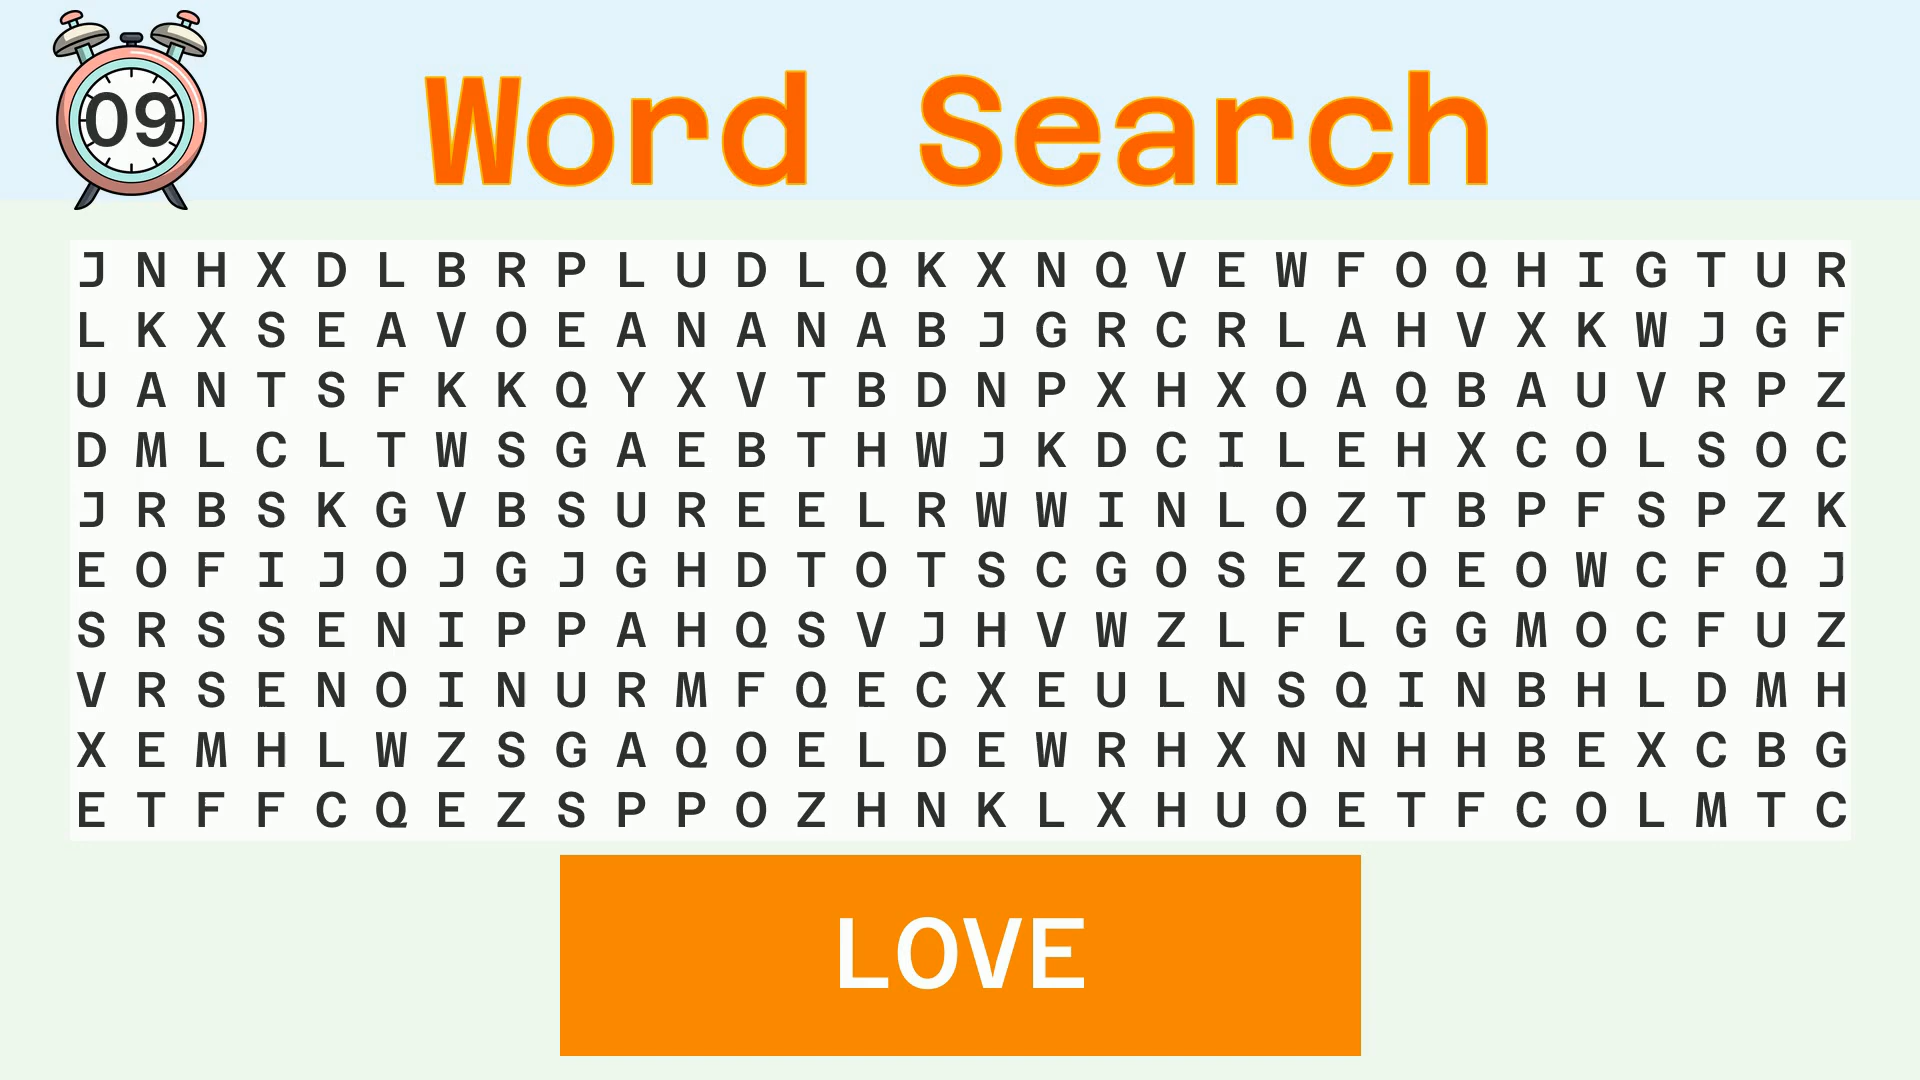 09
Word Search
J N H X D L B R P L U D L Q K X N Q V E W F O Q H I G T U R
L K X S E A V O E A N A N A B J G R C R L A H V X K W J G F
U A N T S F K K Q Y X V T B D N P X H X O A Q B A U V R P Z
D M L C L T W S G A E B T H W J K D C I L E H X C O L S O C
J R B S K G V B S U R E E L R W W I N L O Z T B P F S P Z K
E O F I J O J G J G H D T O T S C G O S E Z O E O W C F Q J
S R S S E N I P P A H Q S V J H V W Z L F L G G M O C F U Z
V R S E N O I N U R M F Q E C X E U L N S Q I N B H L D M H
X E M H L W Z S G A Q O E L D E W R H X N N H H B E X C B G
E T F F C Q E Z S P P O Z H N K L X H U O E T F C O L M T C
LOVE